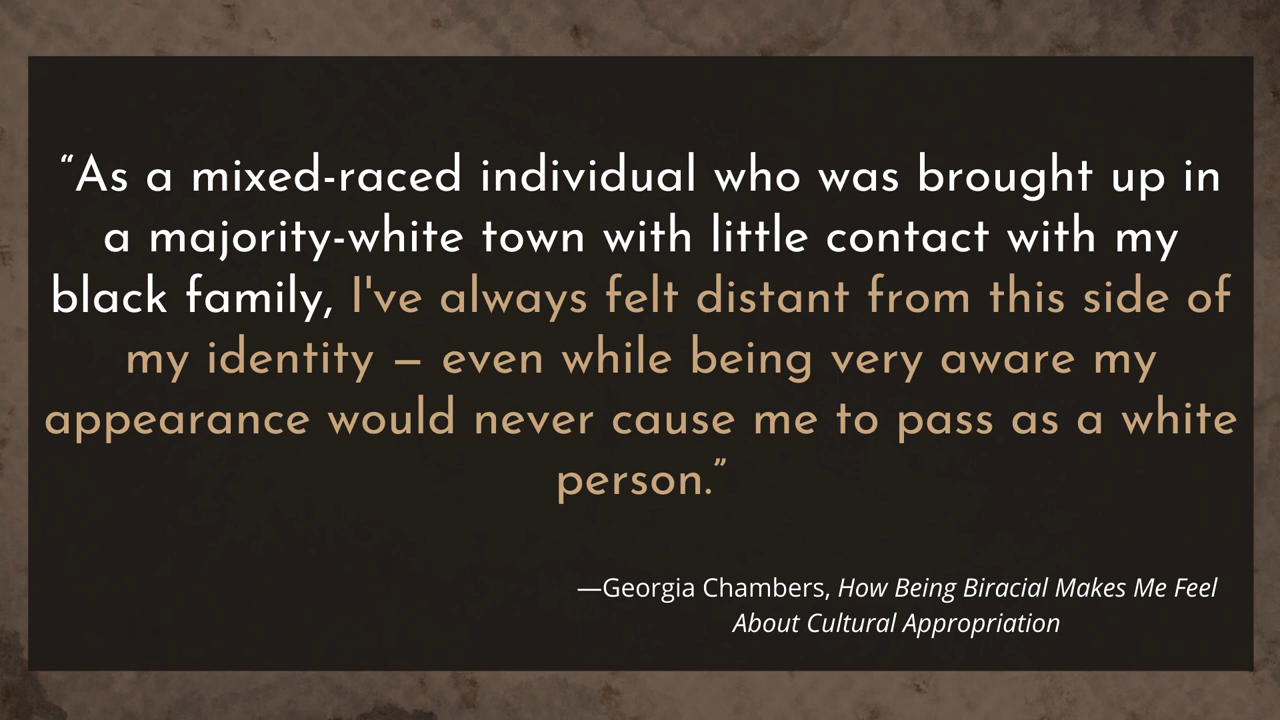 “As a mixed-raced individual who was brought up in
a majority-white town with little contact with my
black family, I've always felt distant from this side of
my identity – even while being very aware my
appearance would never cause me to pass as a white
person.”
—Georgia Chambers, How Being Biracial Makes Me Feel
About Cultural Appropriation